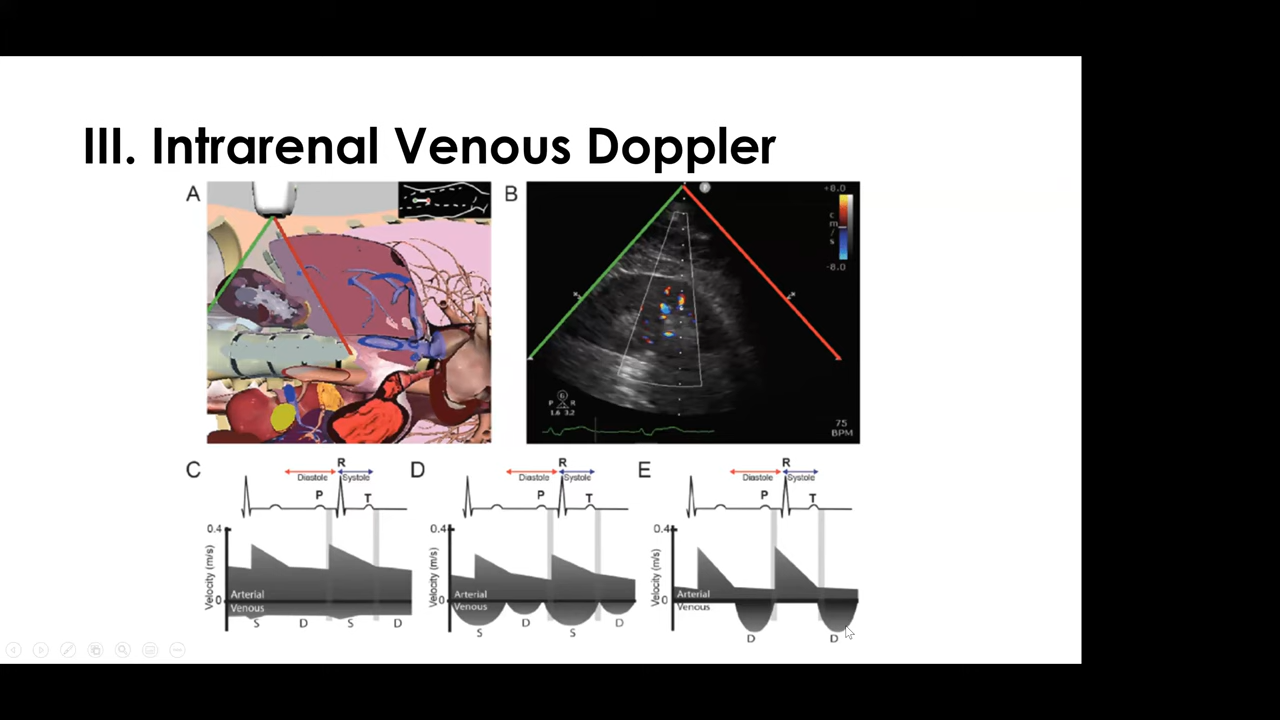 III. Intrarenal Venous Doppler
A
B
+8.0
c
m
/
s
-8.0
P R
1.6 3.2
75
BPM
C
R
Diastole Systole
P
T
0.4
Velocity (m/s)
Arterial
0
Venous
S D S D
D
R
Diastole Systole
P
T
0.4
Velocity (m/s)
Arterial
0
Venous
S D S D
E
R
Diastole Systole
P
T
0.4
Velocity (m/s)
Arterial
0
Venous
D D